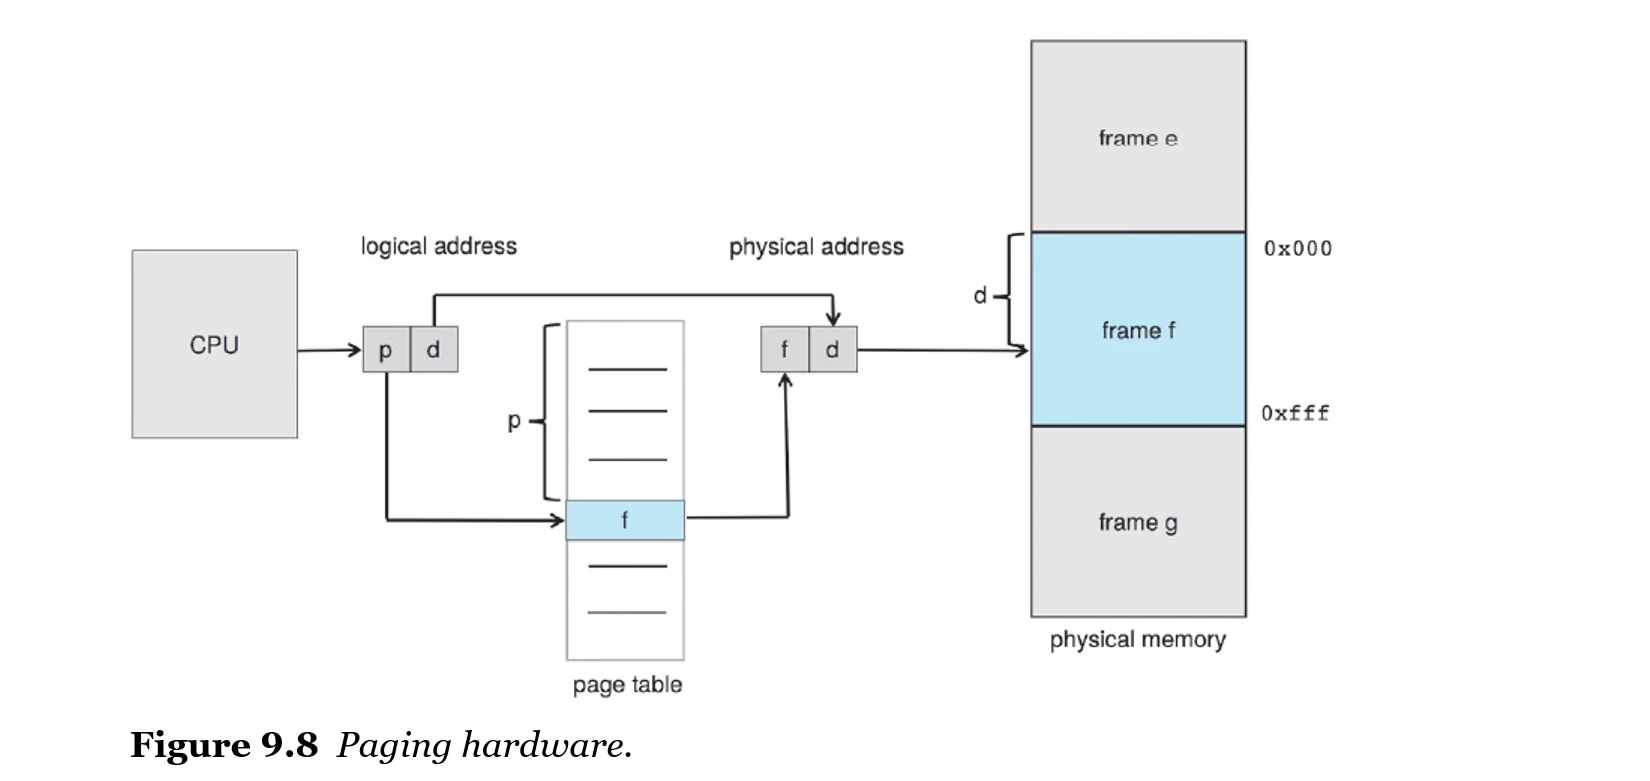 frame e
logical address
physical address
0x000
d
CPU
p
d
f
d
frame f
p
0xfff
f
frame g
physical memory
page table
Figure 9.8 Paging hardware.